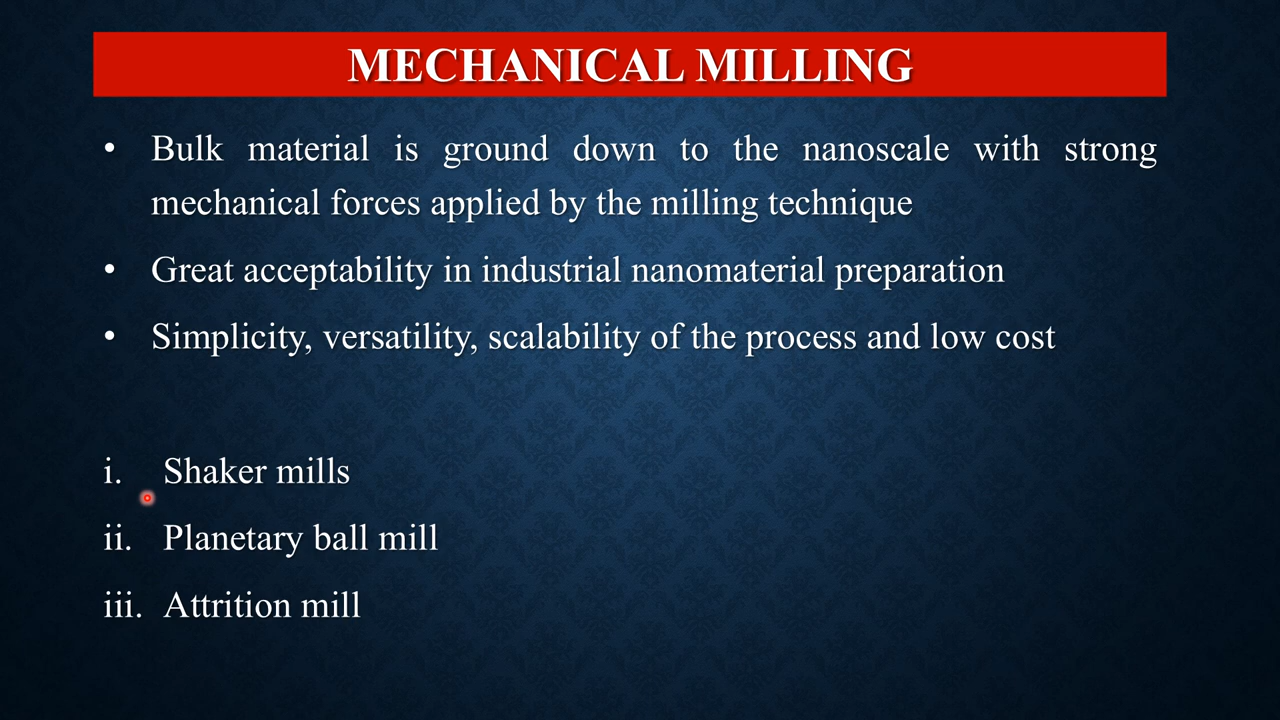 MECHANICAL MILLING
• Bulk material is ground down to the nanoscale with strong
mechanical forces applied by the milling technique
• Great acceptability in industrial nanomaterial preparation
• Simplicity, versatility, scalability of the process and low cost
i. Shaker mills
ii. Planetary ball mill
iii. Attrition mill